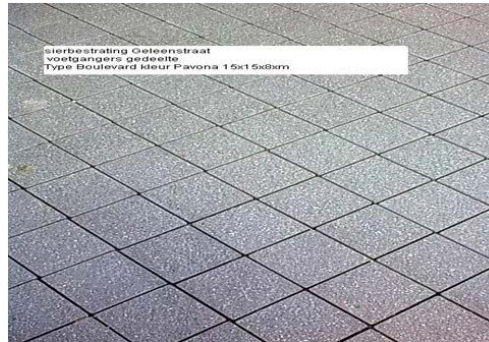 sierbestrating Geleenstraat
voetgangers gedeelte
Type Boulevard kleur Pavona 15x15x8xm